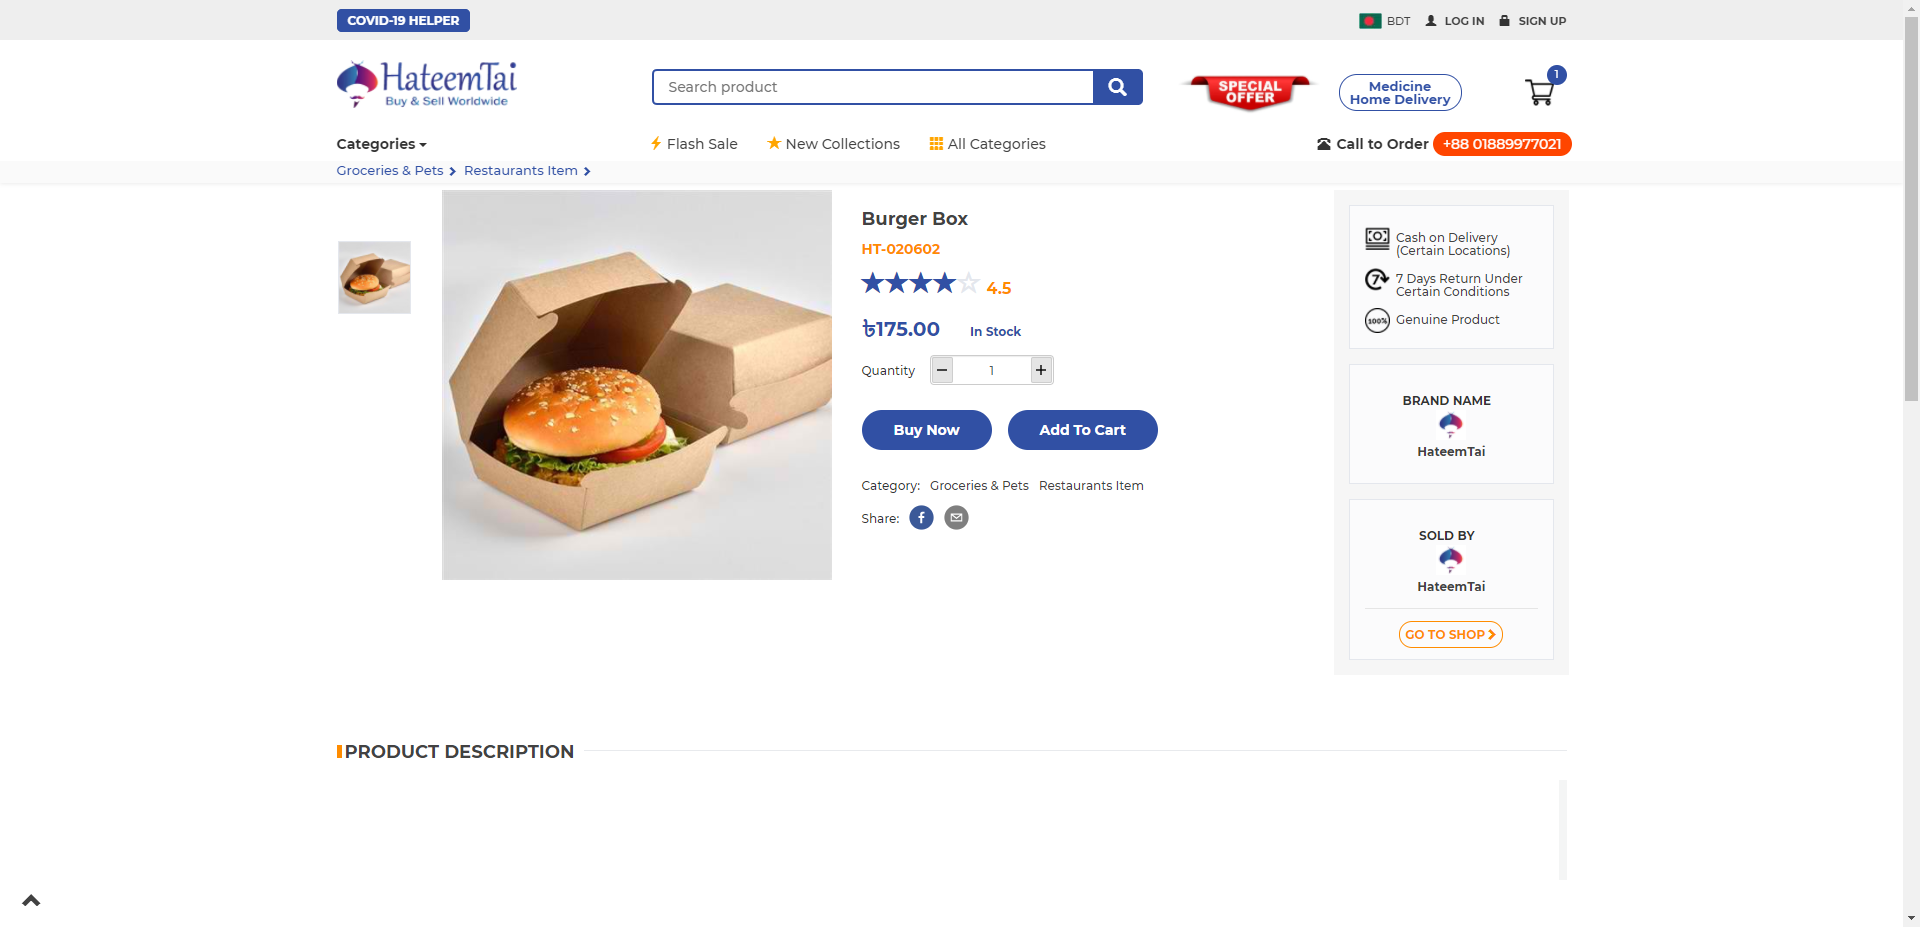 COVID-19 HELPER
BDT LOG IN SIGN UP
HateemTai
Buy & Sell Worldwide
Search product
SPECIAL
OFFER
Medicine
Home Delivery
1
Categories
Flash Sale New Collections All Categories
Call to Order +88 01889977021
Groceries & Pets Restaurants Item
Burger Box
HT-020602
4.5
৳175.00 In Stock
Quantity 1
Buy Now Add To Cart
Category: Groceries & Pets Restaurants Item
Share:
Cash on Delivery
(Certain Locations)
7
7 Days Return Under
Certain Conditions
100%
Genuine Product
BRAND NAME
HateemTai
SOLD BY
HateemTai
GO TO SHOP
PRODUCT DESCRIPTION